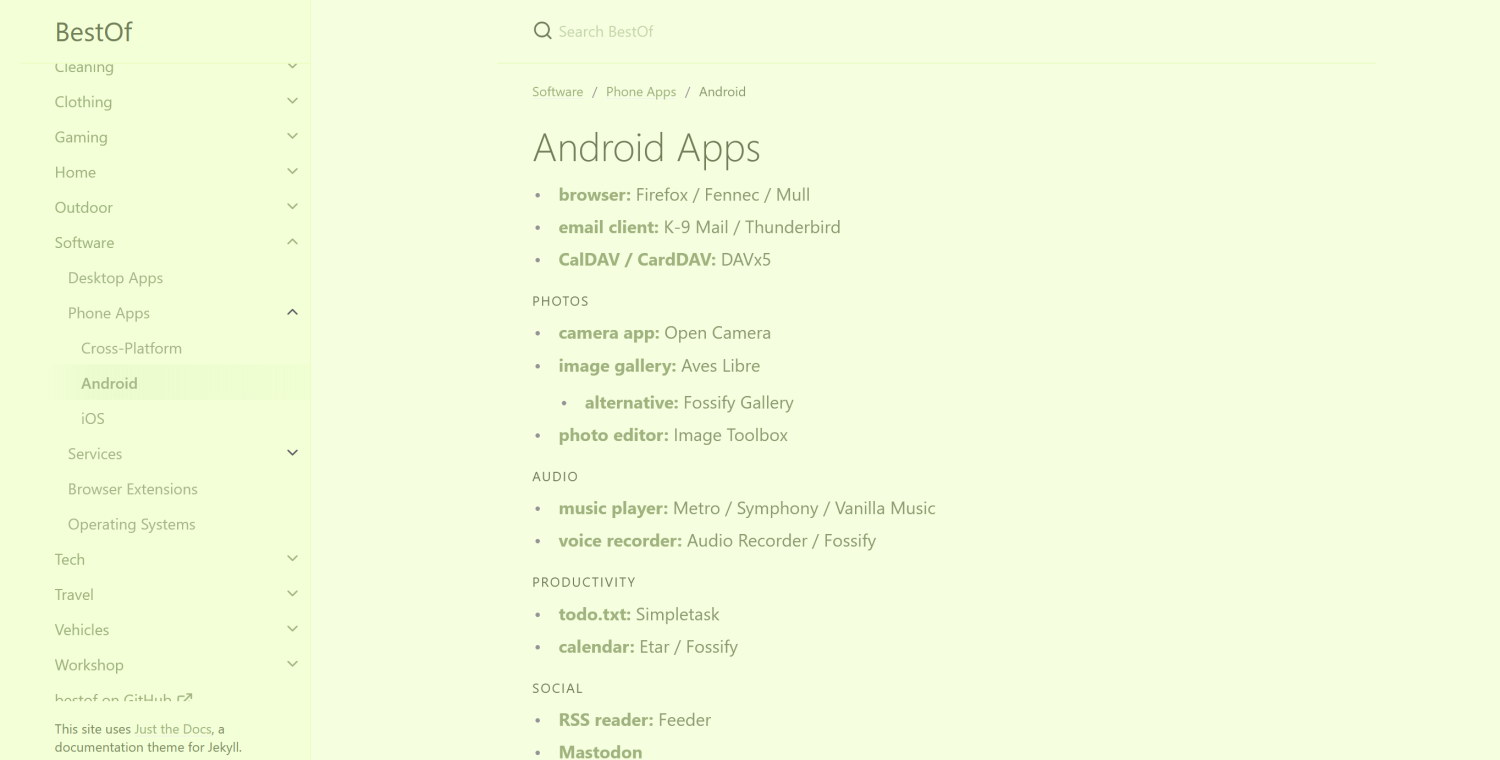 BestOf
Search BestOf
Cleaning
Clothing
Gaming
Home
Outdoor
Software
Desktop Apps
Phone Apps
Cross-Platform
Android
iOS
Services
Browser Extensions
Operating Systems
Tech
Travel
Vehicles
Workshop
bestof on GitHub
This site uses Just the Docs, a
documentation theme for Jekyll.
Software / Phone Apps / Android
Android Apps
• browser: Firefox / Fennec / Mull
• email client: K-9 Mail / Thunderbird
• CalDAV / CardDAV: DAVx5
PHOTOS
• camera app: Open Camera
• image gallery: Aves Libre
• alternative: Fossify Gallery
• photo editor: Image Toolbox
AUDIO
• music player: Metro / Symphony / Vanilla Music
• voice recorder: Audio Recorder / Fossify
PRODUCTIVITY
• todo.txt: Simpletask
• calendar: Etar / Fossify
SOCIAL
• RSS reader: Feeder
• Mastodon